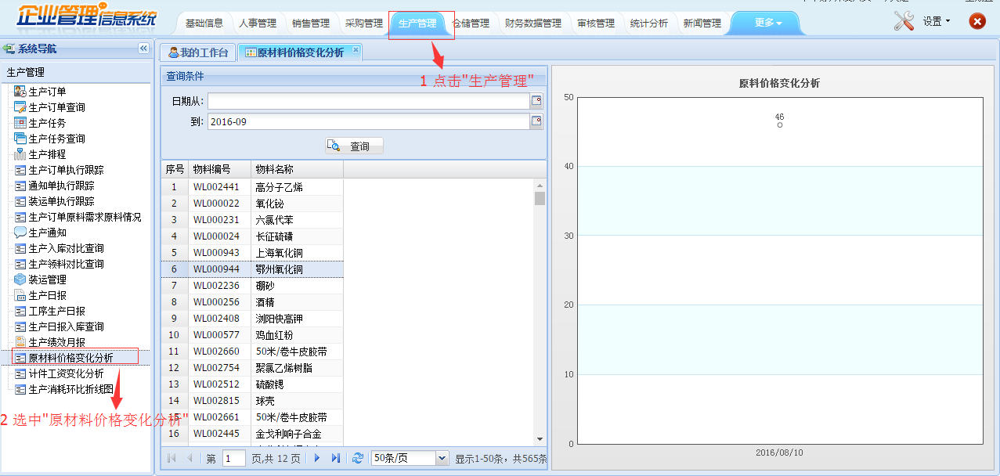 企业管理信息系统
基础信息 人事管理 销售管理 采购管理 生产管理 仓储管理 财务数据管理 审核管理 统计分析 新闻管理 更多 设置
系统导航
生产管理
生产订单
生产订单查询
生产任务
生产任务查询
生产排程
生产订单执行跟踪
通知单执行跟踪
装运单执行跟踪
生产订单原料需求原料情况
生产通知
生产入库对比查询
生产领料对比查询
装运管理
生产日报
工序生产日报
生产日报入库查询
生产绩效月报
原材料价格变化分析
计件工资变化分析
生产消耗环比折线图
2 选中"原材料价格变化分析"
我的工作台 原材料价格变化分析
1 点击"生产管理"
查询条件
日期从:
到: 2016-09
查询
序号 物料编号 物料名称
1 WL002441 高分子乙烯
2 WL000022 氧化铋
3 WL000231 六氯代苯
4 WL000024 长征硫磺
5 WL000943 上海氧化铜
6 WL000944 鄂州氧化铜
7 WL002236 硼砂
8 WL000256 酒精
9 WL002408 浏阳快高钾
10 WL000577 鸡血红粉
11 WL002660 50米/卷牛皮胶带
12 WL002754 聚氯乙烯树脂
13 WL002512 硫酸锶
14 WL002815 球壳
15 WL002661 50米/卷牛皮胶带
16 WL002445 金戈利响子合金
第 1 页,共 12 页 50条/页 显示1-50条，共565条
原料价格变化分析
50
46
40
30
20
10
0
2016/08/10